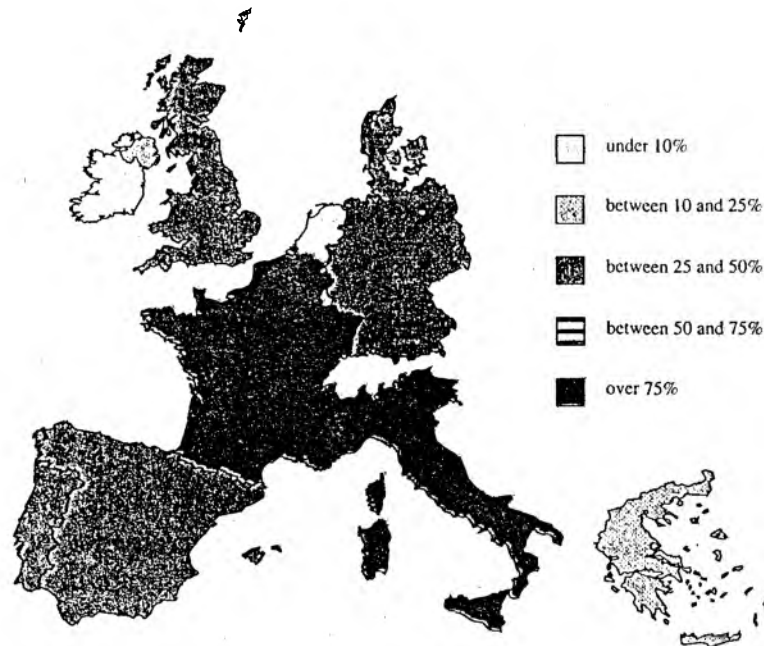 under 10%
between 10 and 25%
between 25 and 50%
between 50 and 75%
over 75%